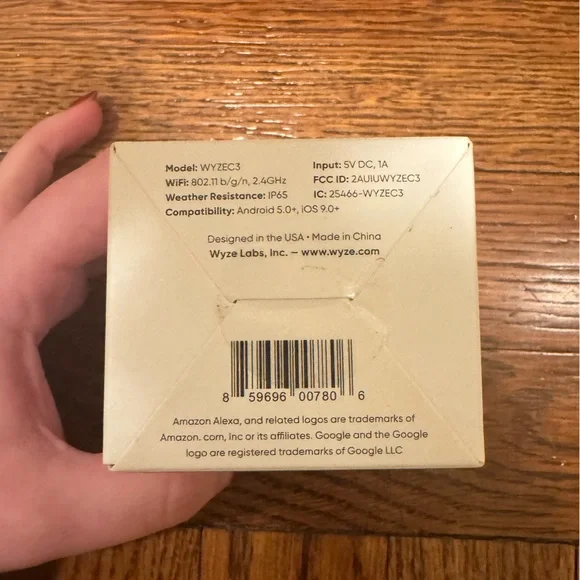 Model: WYZEC3 Input: 5V DC, 1A
WiFi: 802.11 b/g/n, 2.4GHz FCC ID: 2AUIUWYZEC3
Weather Resistance: IP65 IC: 25466-WYZEC3
Compatibility: Android 5.0+, iOS 9.0+
Designed in the USA • Made in China
Wyze Labs, Inc. — www.wyze.com
8 59696 00780 6
Amazon Alexa, and related logos are trademarks of
Amazon. com, Inc or its affiliates. Google and the Google
logo are registered trademarks of Google LLC